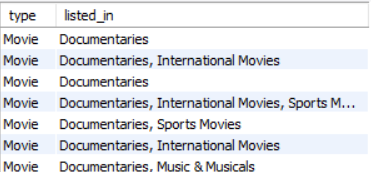 type listed_in
Movie Documentaries
Movie Documentaries, International Movies
Movie Documentaries
Movie Documentaries, International Movies, Sports M...
Movie Documentaries, Sports Movies
Movie Documentaries, International Movies
Movie Documentaries, Music & Musicals